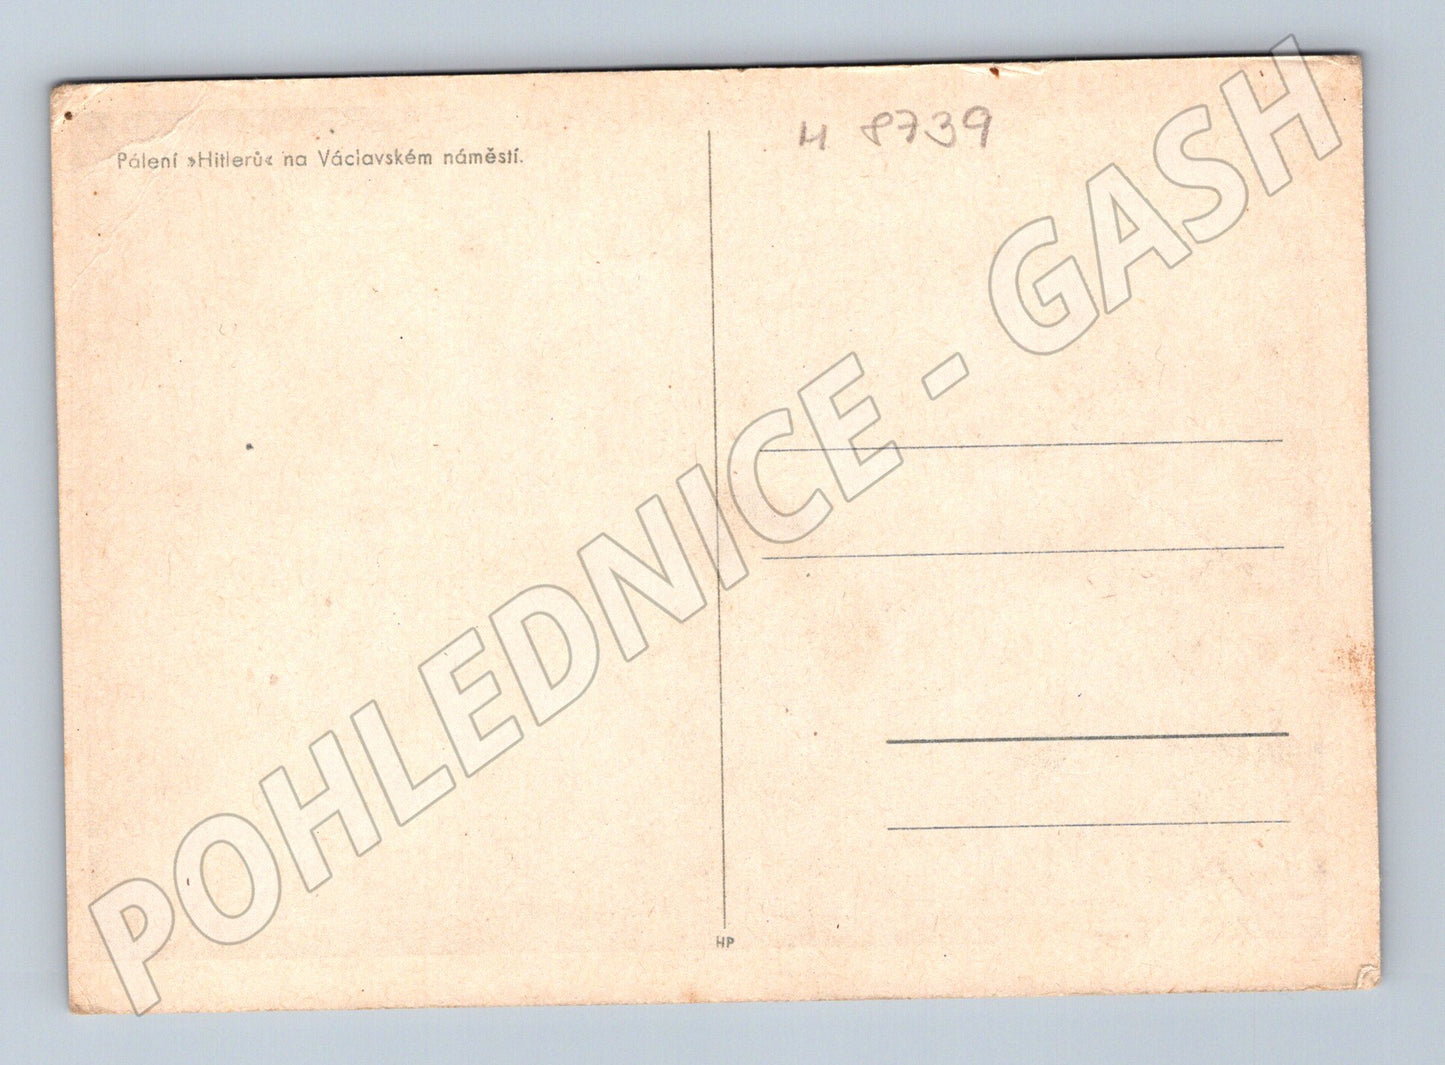 Pálení »Hitlerů« na Václavském náměstí.
H 8739
HP
POHLEDNICE - GASH